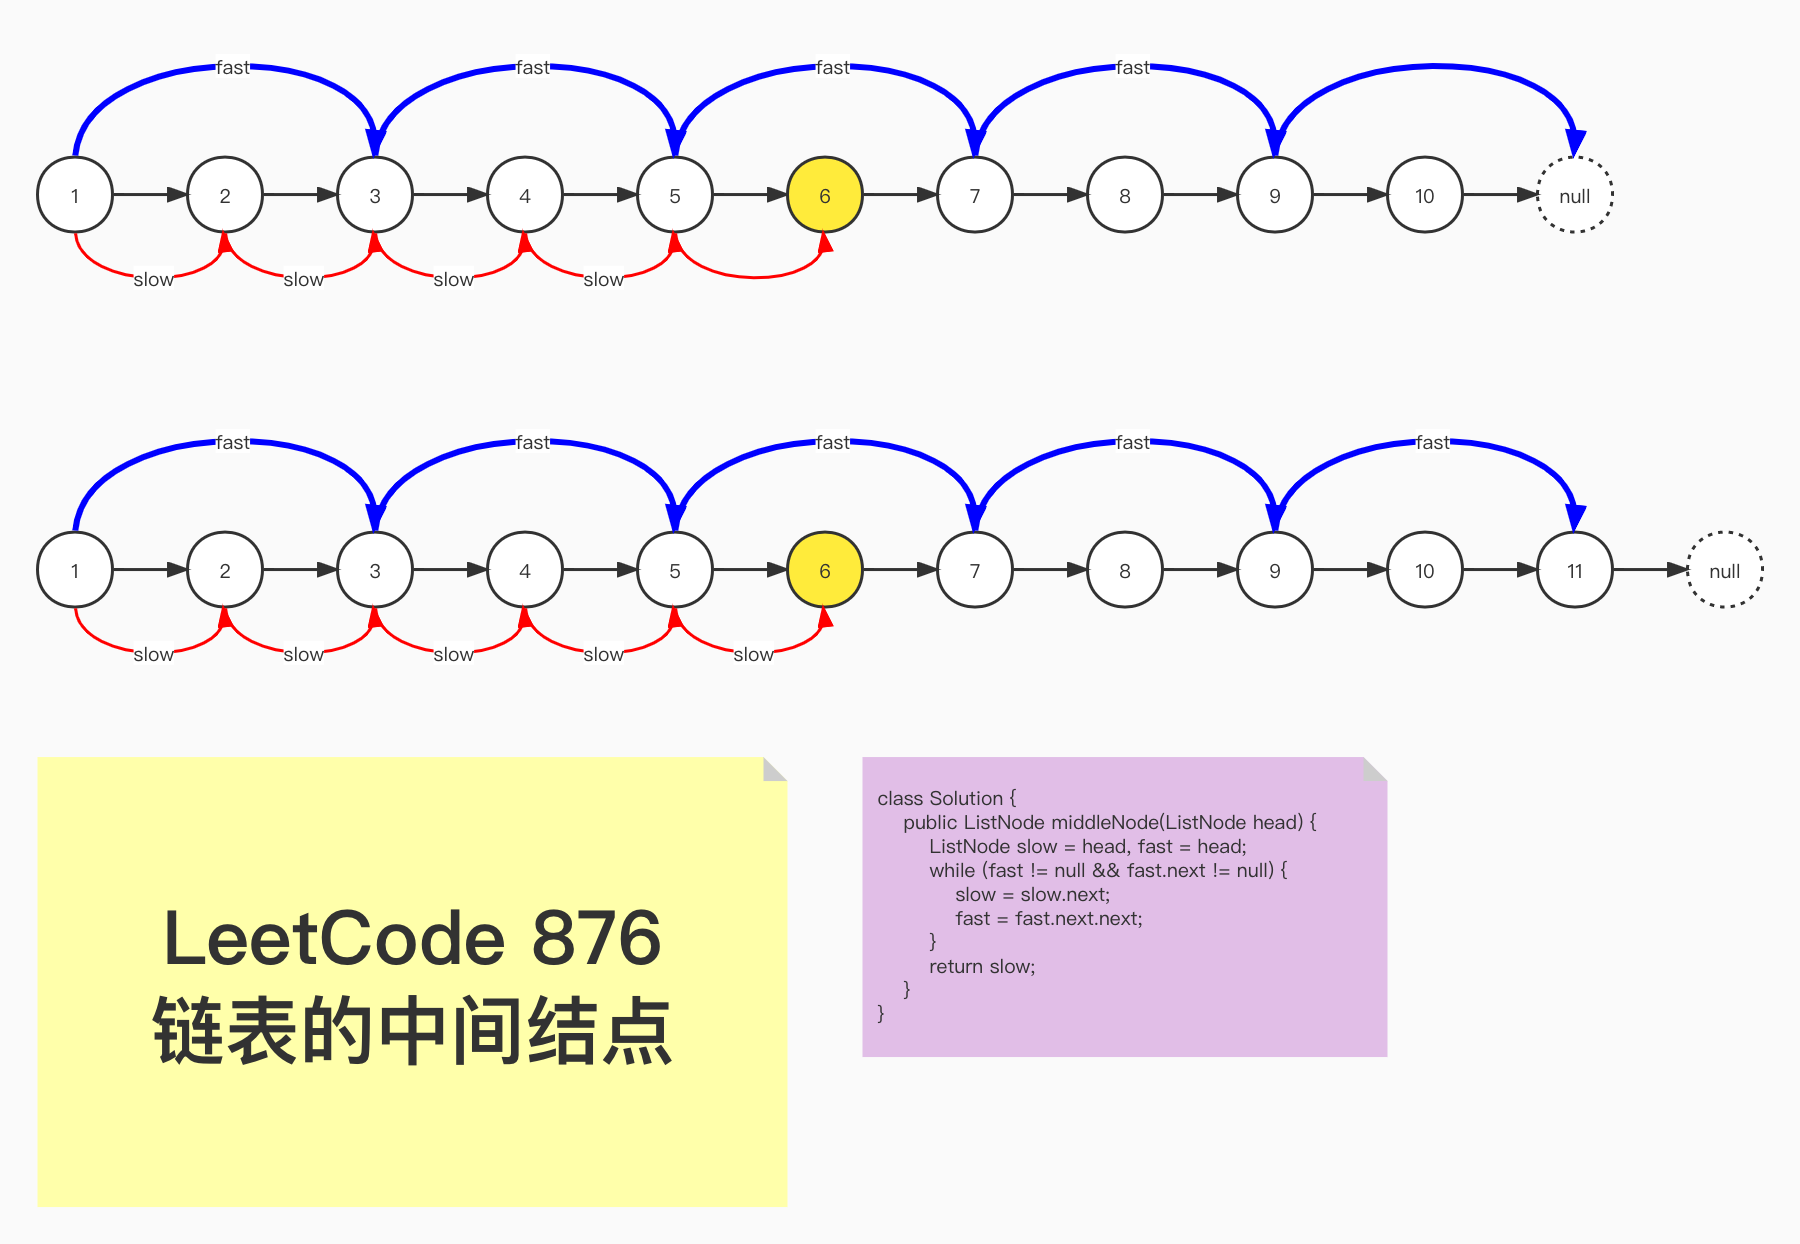 fast fast fast fast
1 2 3 4 5 6 7 8 9 10 null
slow slow slow slow
fast fast fast fast fast
1 2 3 4 5 6 7 8 9 10 11 null
slow slow slow slow slow
LeetCode 876
链表的中间结点
class Solution {
public ListNode middleNode(ListNode head) {
ListNode slow = head, fast = head;
while (fast != null && fast.next != null) {
slow = slow.next;
fast = fast.next.next;
}
return slow;
}
}